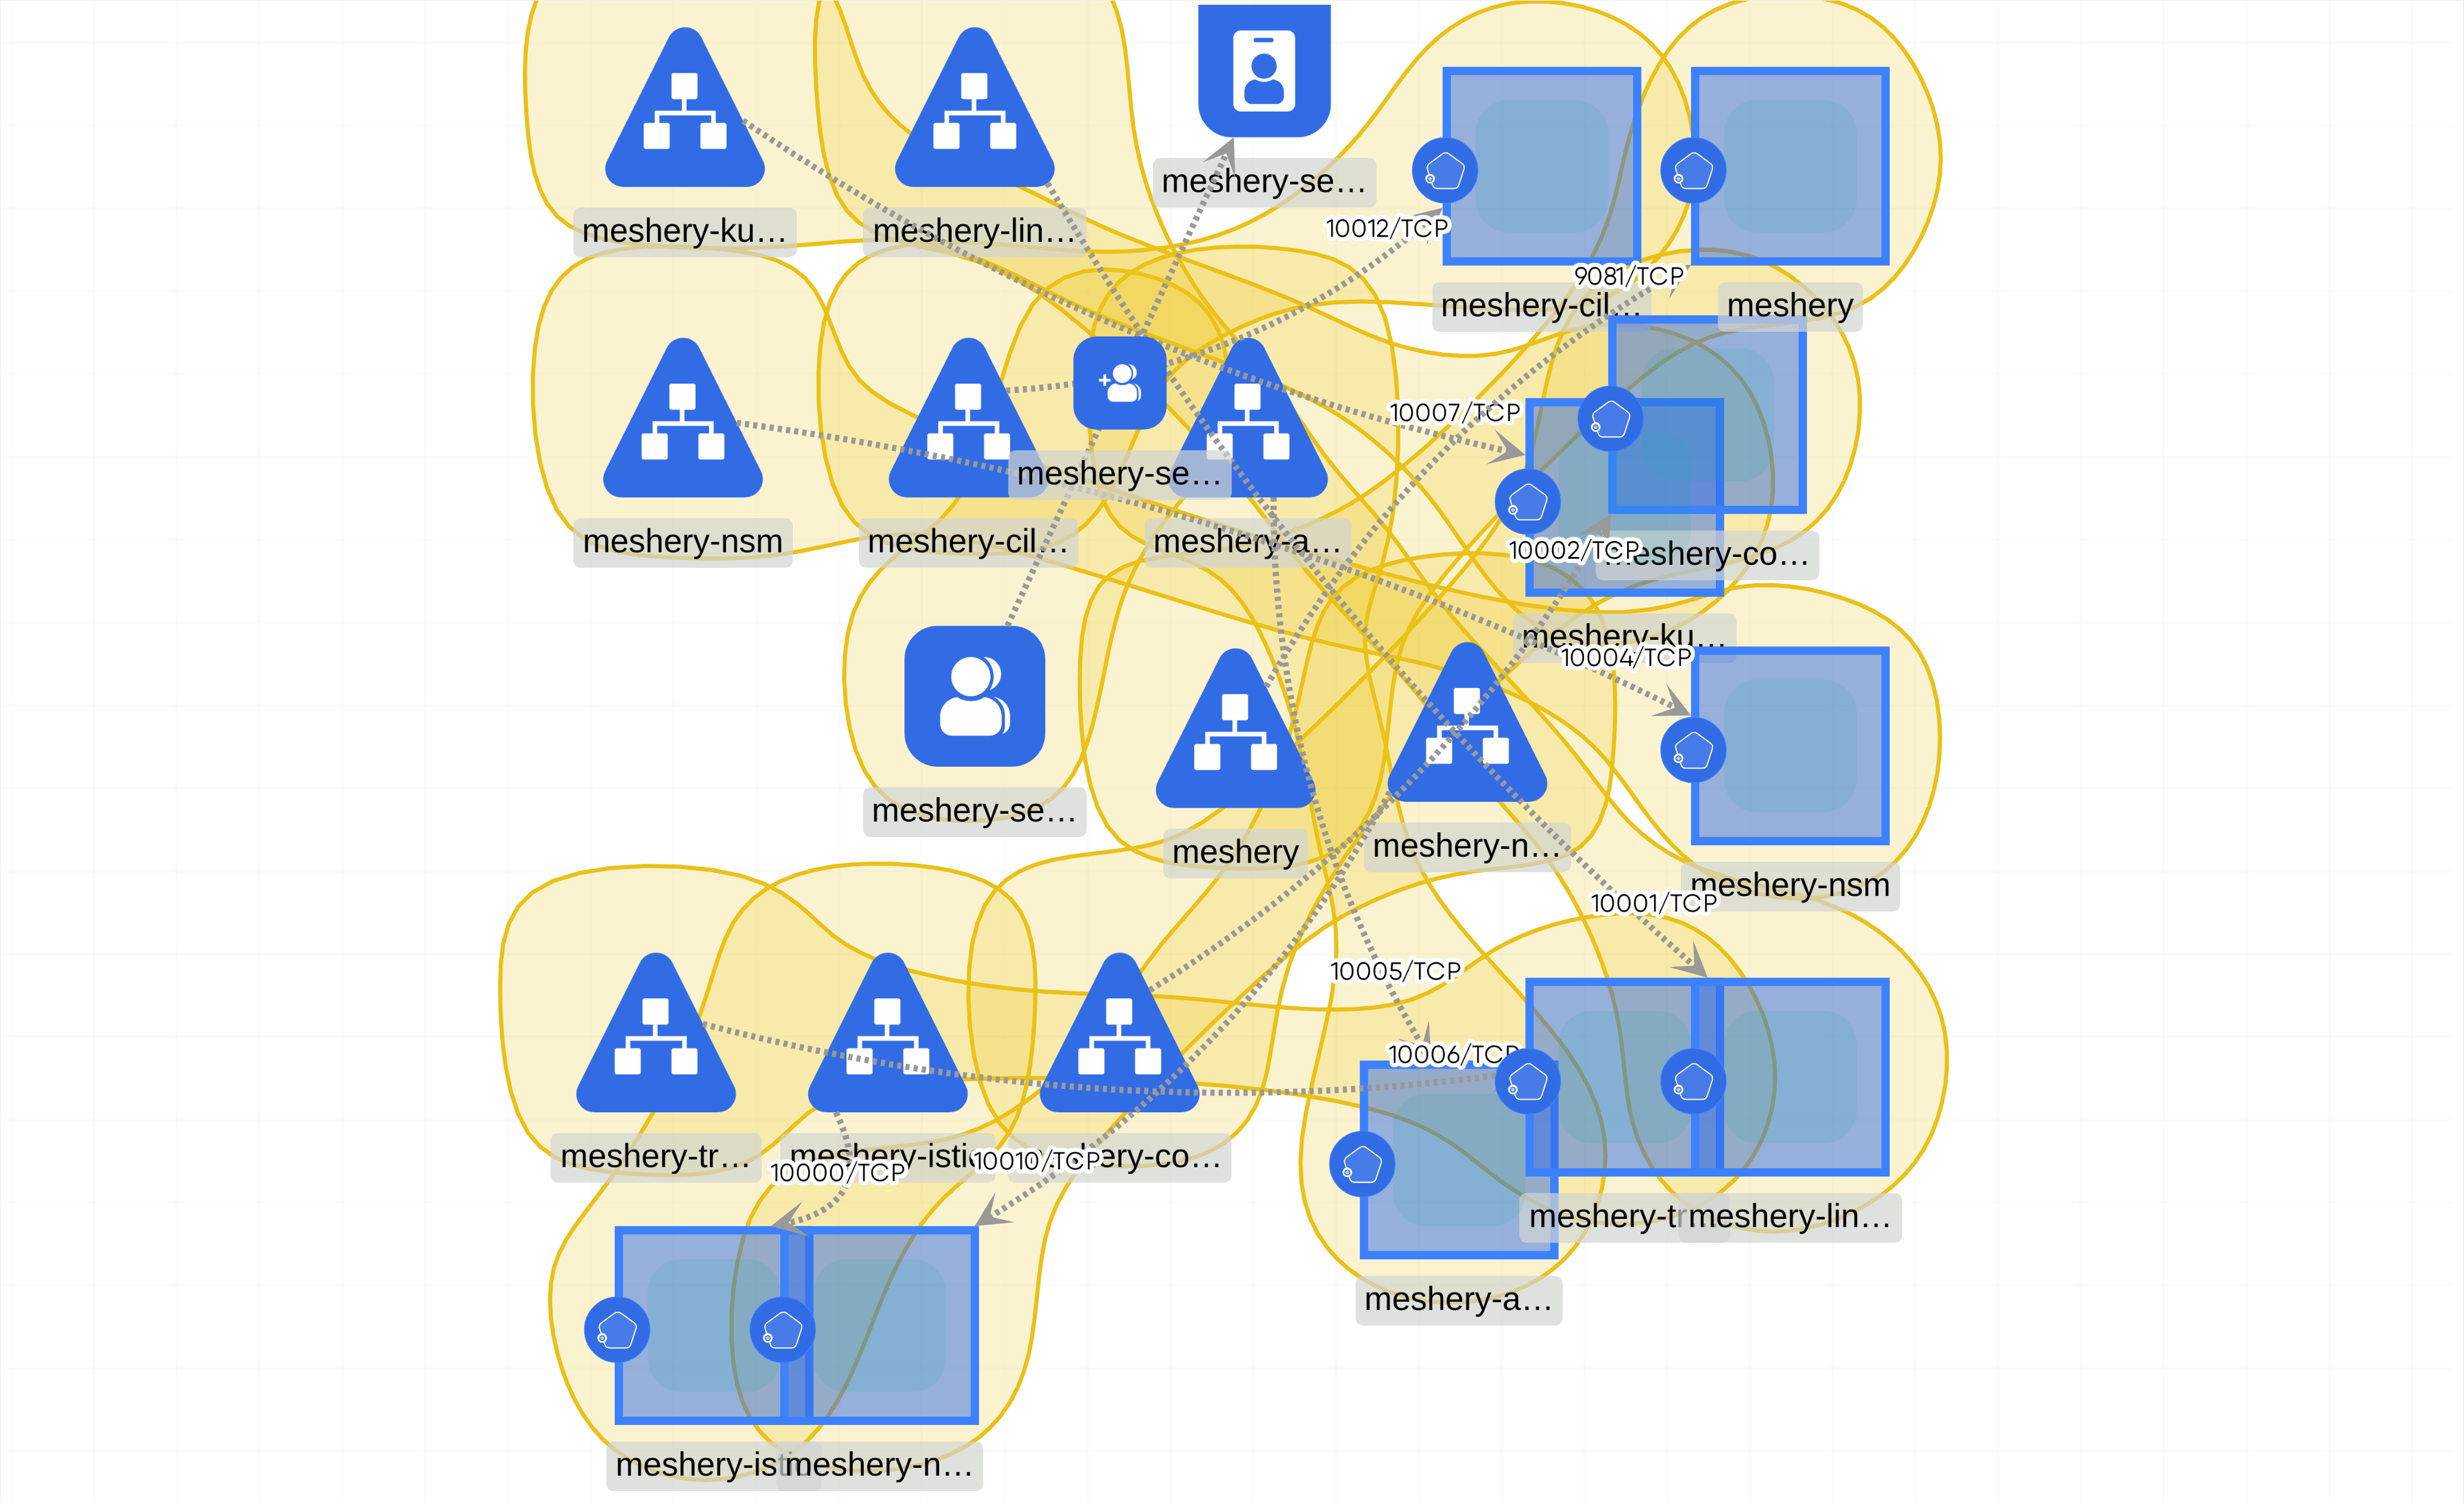 meshery-se…
meshery-ku…
meshery-lin…
10012/TCP
9081/TCP
meshery-cil…
meshery
10007/TCP
meshery-se…
meshery-nsm
meshery-cil…
meshery-a…
10002/TCP
meshery-co…
meshery-ku…
10004/TCP
meshery-se…
meshery
meshery-n…
meshery-nsm
10001/TCP
10005/TCP
10006/TCP
meshery-tr…
meshery-istio
meshery-co…
10000/TCP
10010/TCP
meshery-tr
meshery-lin…
meshery-a…
meshery-istio
meshery-n…